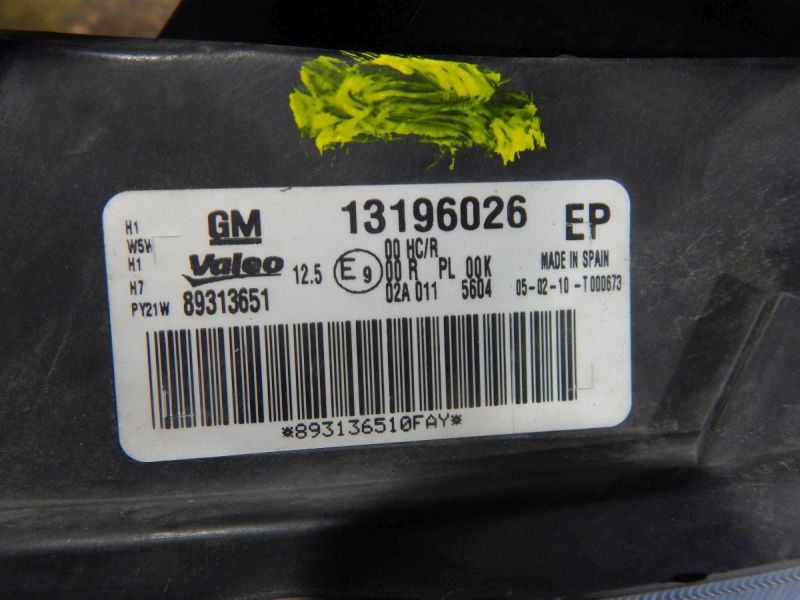 H1
W5W
H1
H7
PY21W
GM
Valeo
89313651
12.5
E9
13196026
00 HC/R
00 R PL 00K
02A 011 5604
EP
MADE IN SPAIN
05-02-10-T000673
*893136510FAY*